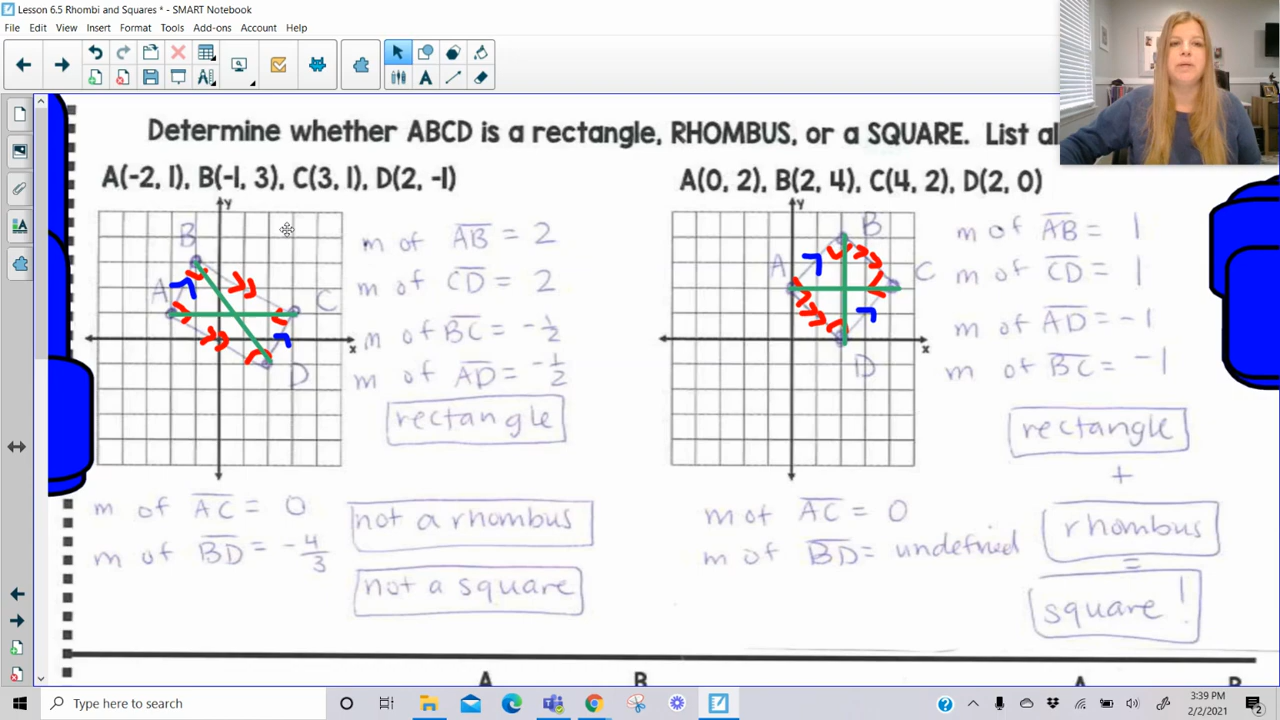 Lesson 6.5 Rhombi and Squares * - SMART Notebook
File Edit View Insert Format Tools Add-ons Account Help
Determine whether ABCD is a rectangle, RHOMBUS, or a SQUARE. List al
A(-2, 1), B(-1, 3), C(3, 1), D(2, -1)
y
B
A
C
D
x
m of AB = 2
m of CD = 2
m of BC = -1/2
m of AD = -1/2
rectangle
m of AC = 0
m of BD = -4/3
not a rhombus
not a square
A(0, 2), B(2, 4), C(4, 2), D(2, 0)
y
B
A
C
D
x
m of AB = 1
m of CD = 1
m of AD = -1
m of BC = -1
rectangle
+
rhombus
=
square!
m of AC = 0
m of BD = undefined
A B A B
Type here to search
3:39 PM
2/2/2021
2